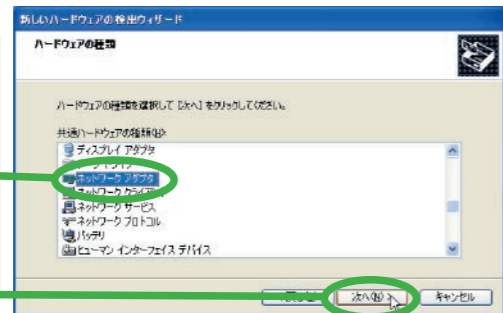 新しいハードウェアの検出ウィザード
ハードウェアの種類
ハードウェアの種類を選択して [次へ] をクリックしてください。
共通ハードウェアの種類(H):
ディスプレイ アダプタ
ネットワーク アダプタ
ネットワーク クライアント
ネットワーク サービス
ネットワーク プロトコル
バッテリ
ヒューマン インターフェイス デバイス
次へ(N) >
キャンセル